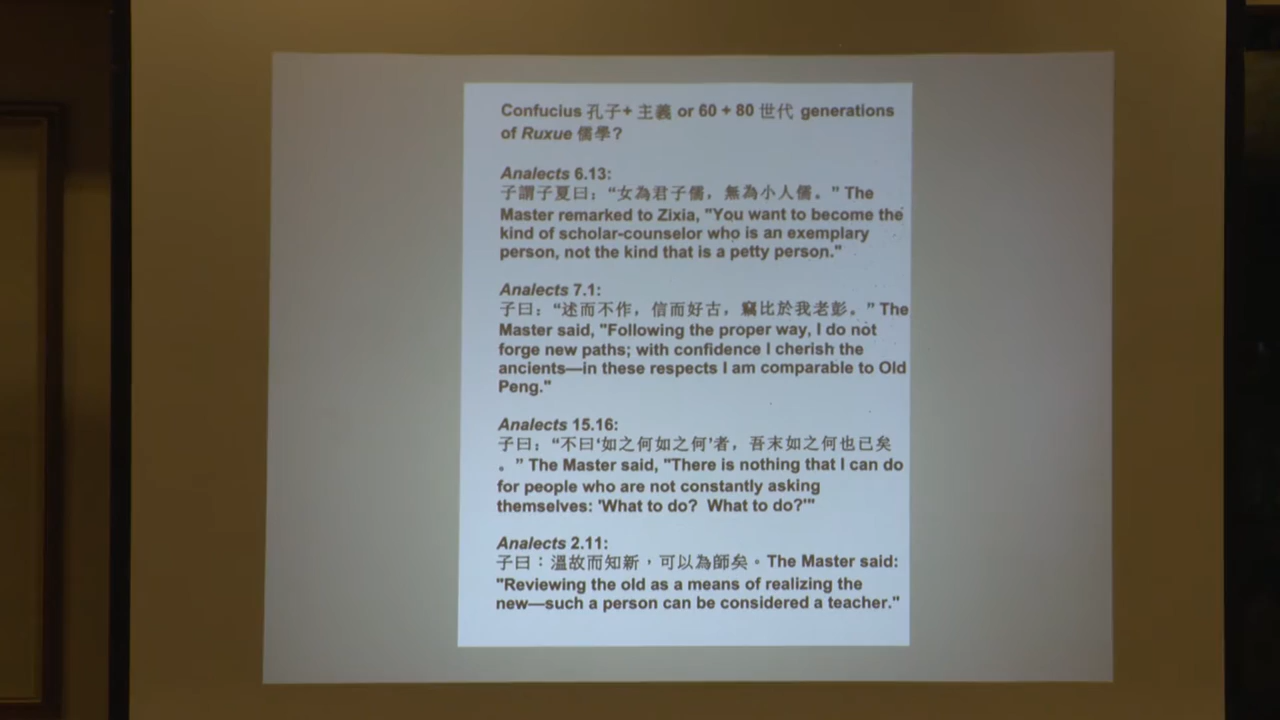 Confucius 孔子+ 主義 or 60 + 80 世代 generations
of Ruxue 儒學?
Analects 6.13:
子謂子夏曰：“女為君子儒，無為小人儒。” The
Master remarked to Zixia, "You want to become the
kind of scholar-counselor who is an exemplary
person, not the kind that is a petty person."
Analects 7.1:
子曰：“述而不作，信而好古，竊比於我老彭。” The
Master said, "Following the proper way, I do not
forge new paths; with confidence I cherish the
ancients—in these respects I am comparable to Old
Peng."
Analects 15.16:
子曰：“不曰‘如之何如之何’者，吾末如之何也已矣
。” The Master said, "There is nothing that I can do
for people who are not constantly asking
themselves: 'What to do?  What to do?'"
Analects 2.11:
子曰：溫故而知新，可以為師矣。The Master said:
"Reviewing the old as a means of realizing the
new—such a person can be considered a teacher."